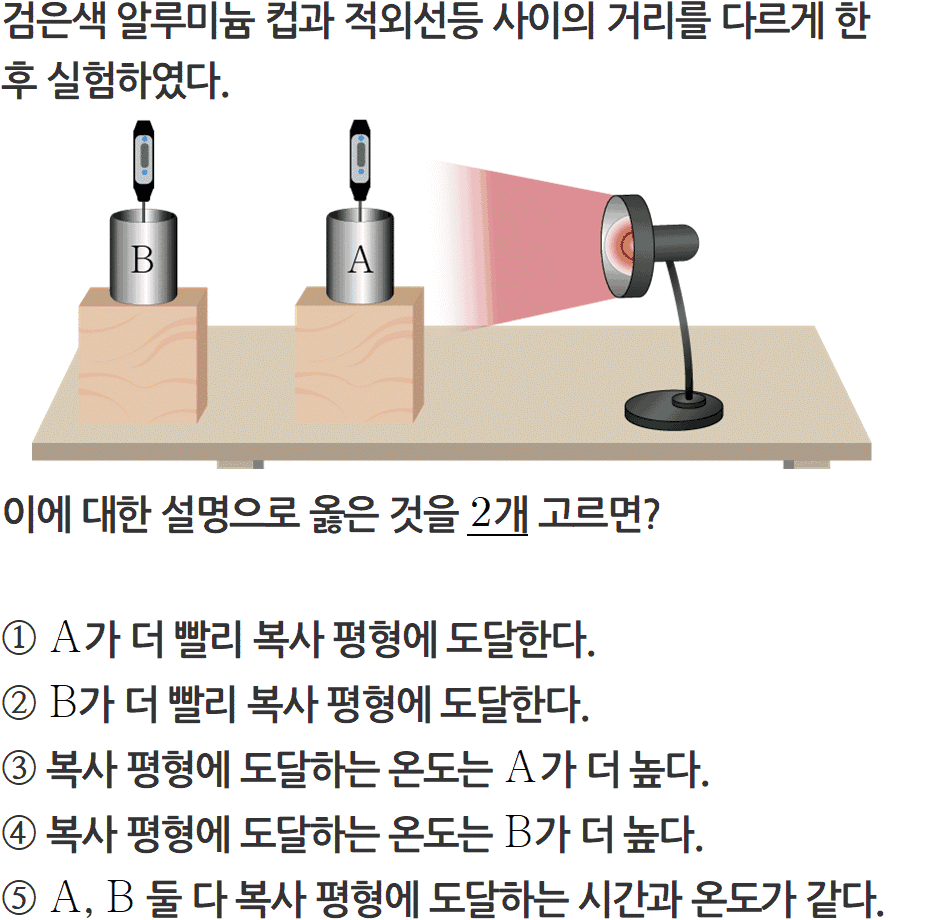 검은색 알루미늄 컵과 적외선등 사이의 거리를 다르게 한
후 실험하였다.
B
A
이에 대한 설명으로 옳은 것을 2개 고르면?
① A가 더 빨리 복사 평형에 도달한다.
② B가 더 빨리 복사 평형에 도달한다.
③ 복사 평형에 도달하는 온도는 A가 더 높다.
④ 복사 평형에 도달하는 온도는 B가 더 높다.
⑤ A, B 둘 다 복사 평형에 도달하는 시간과 온도가 같다.